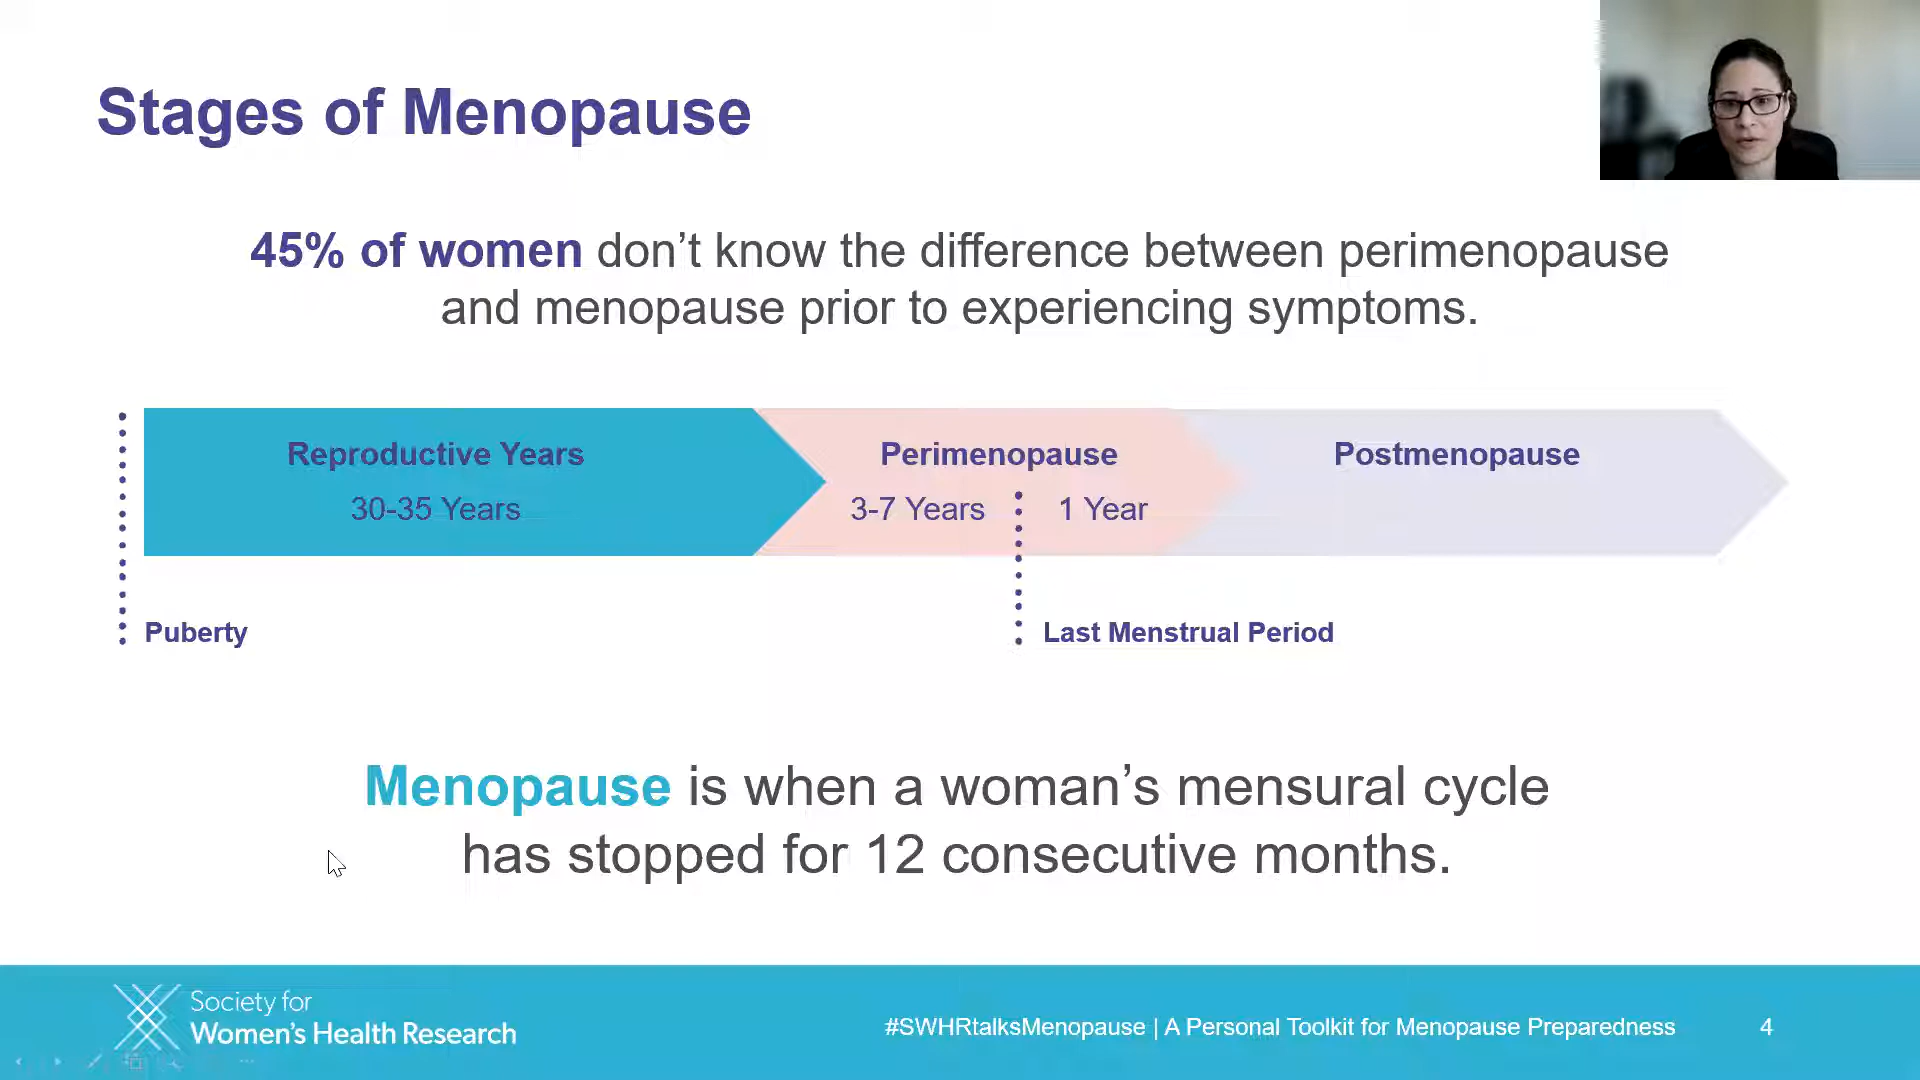 Stages of Menopause
45% of women don’t know the difference between perimenopause
and menopause prior to experiencing symptoms.
Reproductive Years
30-35 Years
Perimenopause
3-7 Years
1 Year
Postmenopause
Puberty
Last Menstrual Period
Menopause is when a woman’s mensural cycle
has stopped for 12 consecutive months.
Society for
Women’s Health Research
#SWHRtalksMenopause | A Personal Toolkit for Menopause Preparedness
4